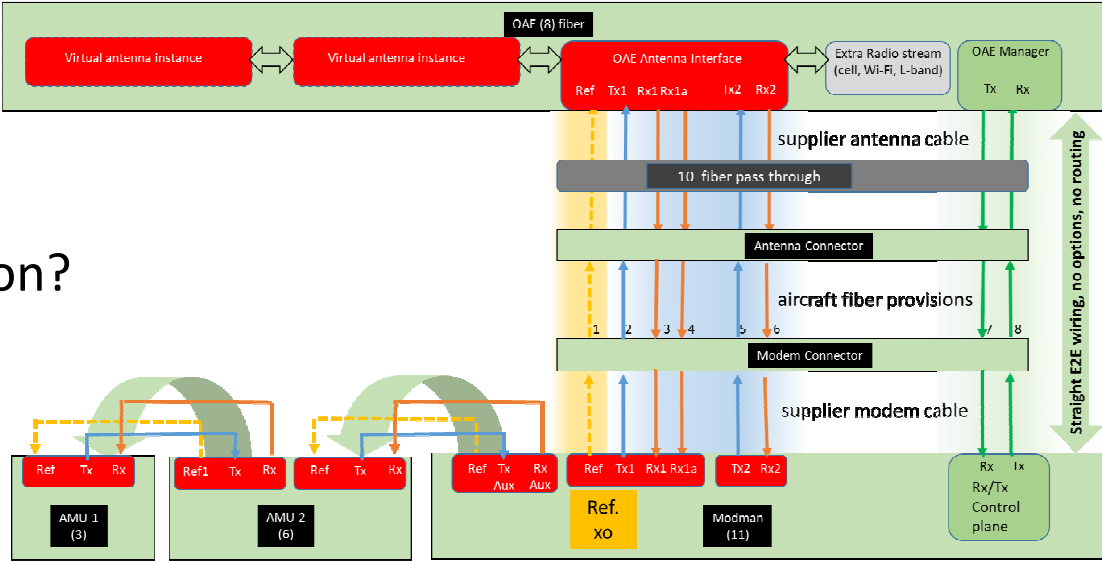 OAE (8) fiber
Virtual antenna instance
Virtual antenna instance
OAE Antenna Interface
Ref Tx1 Rx1 Rx1a Tx2 Rx2
Extra Radio stream
(cell, Wi-Fi, L-band)
OAE Manager
Tx Rx
supplier antenna cable
10 fiber pass through
Antenna Connector
on?
aircraft fiber provisions
1 2 3 4 5 6 7 8
Modem Connector
supplier modem cable
Straight E2E wiring, no options, no routing
Ref Tx Rx
AMU 1
(3)
Ref1 Tx Rx
Ref Tx Rx
AMU 2
(6)
Ref Tx Rx
Aux Aux
Ref Tx1 Rx1 Rx1a
Tx2 Rx2
Ref.
xo
Modman
(11)
Rx Tx
Rx/Tx
Control
plane